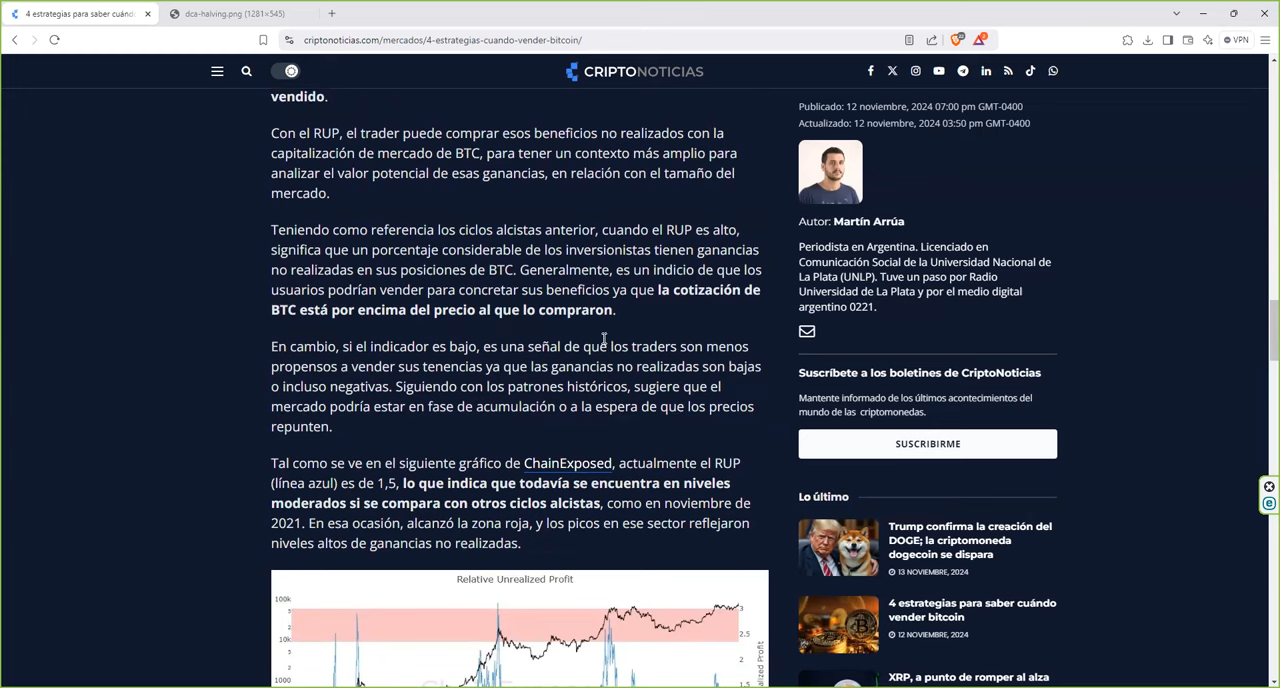 4 estrategias para saber cuánd
dca-halving.png (1281×545)
criptonoticias.com/mercados/4-estrategias-cuando-vender-bitcoin/
VPN
CRIPTONOTICIAS
vendido.
Con el RUP, el trader puede comprar esos beneficios no realizados con la
capitalización de mercado de BTC, para tener un contexto más amplio para
analizar el valor potencial de esas ganancias, en relación con el tamaño del
mercado.
Teniendo como referencia los ciclos alcistas anterior, cuando el RUP es alto,
significa que un porcentaje considerable de los inversionistas tienen ganancias
no realizadas en sus posiciones de BTC. Generalmente, es un indicio de que los
usuarios podrían vender para concretar sus beneficios ya que la cotización de
BTC está por encima del precio al que lo compraron.
En cambio, si el indicador es bajo, es una señal de que los traders son menos
propensos a vender sus tenencias ya que las ganancias no realizadas son bajas
o incluso negativas. Siguiendo con los patrones históricos, sugiere que el
mercado podría estar en fase de acumulación o a la espera de que los precios
repunten.
Tal como se ve en el siguiente gráfico de ChainExposed, actualmente el RUP
(línea azul) es de 1,5, lo que indica que todavía se encuentra en niveles
moderados si se compara con otros ciclos alcistas, como en noviembre de
2021. En esa ocasión, alcanzó la zona roja, y los picos en ese sector reflejaron
niveles altos de ganancias no realizadas.
Relative Unrealized Profit
100k
5
2
10k
5
2
1000
3
2.5
2
1.5
alized Profit
Publicado: 12 noviembre, 2024 07:00 pm GMT-0400
Actualizado: 12 noviembre, 2024 03:50 pm GMT-0400
Autor: Martín Arrúa
Periodista en Argentina. Licenciado en
Comunicación Social de la Universidad Nacional de
La Plata (UNLP). Tuve un paso por Radio
Universidad de La Plata y por el medio digital
argentino 0221.
Suscríbete a los boletines de CriptoNoticias
Mantente informado de los últimos acontecimientos del
mundo de las criptomonedas.
SUSCRIBIRME
Lo último
Trump confirma la creación del
DOGE; la criptomoneda
dogecoin se dispara
13 NOVIEMBRE, 2024
4 estrategias para saber cuándo
vender bitcoin
12 NOVIEMBRE, 2024
XRP, a punto de romper al alza